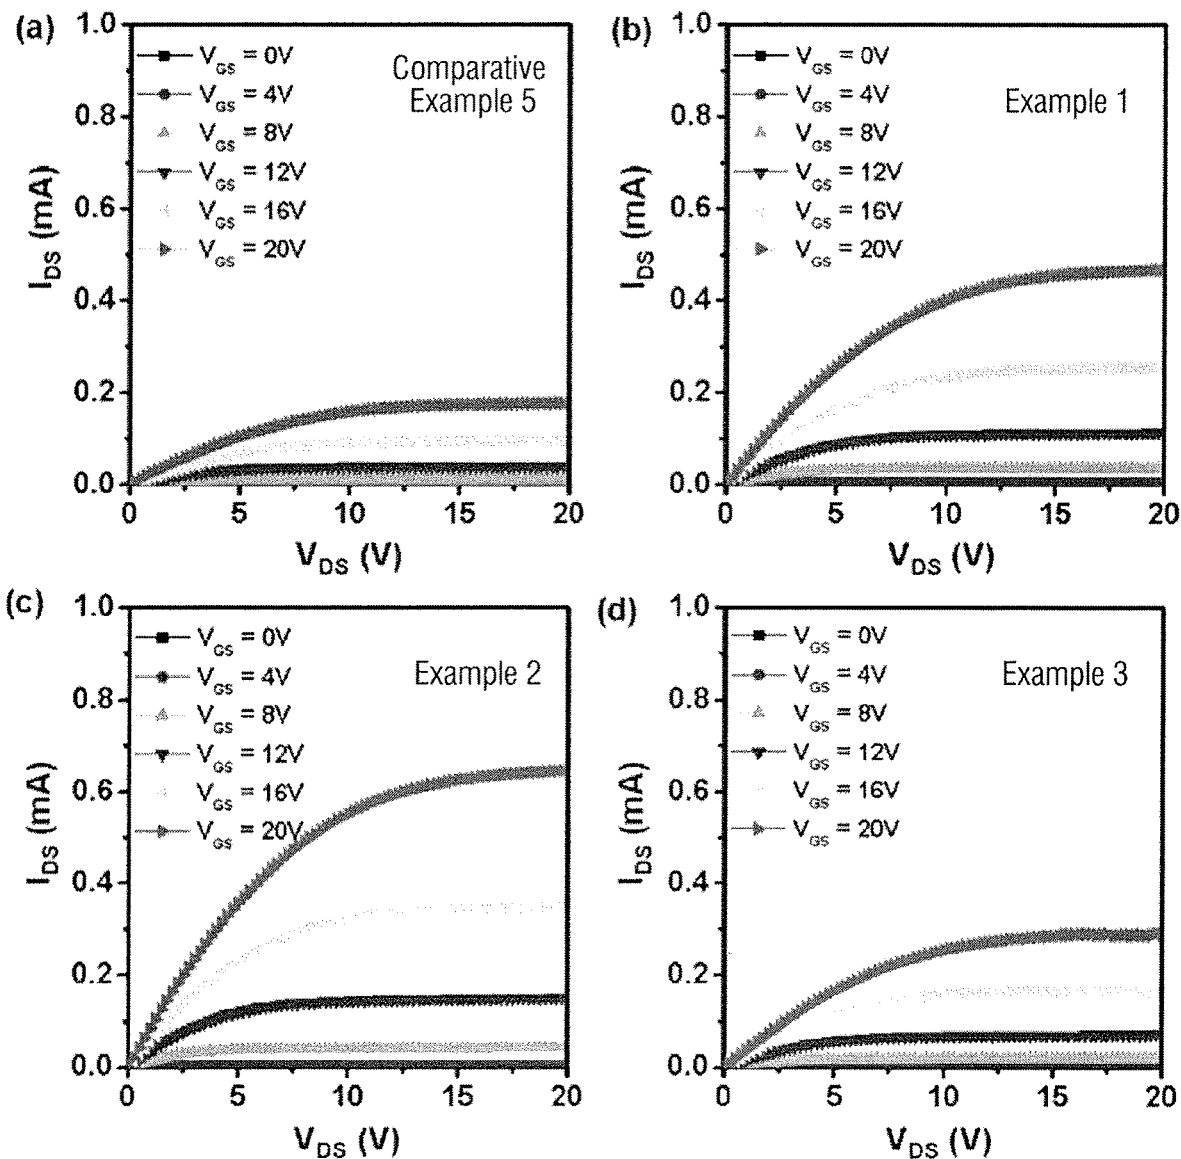 (a)
1.0
0.8
0.6
0.4
0.2
0.0
I_DS (mA)
V_GS = 0V
V_GS = 4V
V_GS = 8V
V_GS = 12V
V_GS = 16V
V_GS = 20V
Comparative
Example 5
0 5 10 15 20
V_DS (V)
(b)
1.0
0.8
0.6
0.4
0.2
0.0
I_DS (mA)
V_GS = 0V
V_GS = 4V
V_GS = 8V
V_GS = 12V
V_GS = 16V
V_GS = 20V
Example 1
0 5 10 15 20
V_DS (V)
(c)
1.0
0.8
0.6
0.4
0.2
0.0
I_DS (mA)
V_GS = 0V
V_GS = 4V
V_GS = 8V
V_GS = 12V
V_GS = 16V
V_GS = 20V
Example 2
0 5 10 15 20
V_DS (V)
(d)
1.0
0.8
0.6
0.4
0.2
0.0
I_DS (mA)
V_GS = 0V
V_GS = 4V
V_GS = 8V
V_GS = 12V
V_GS = 16V
V_GS = 20V
Example 3
0 5 10 15 20
V_DS (V)